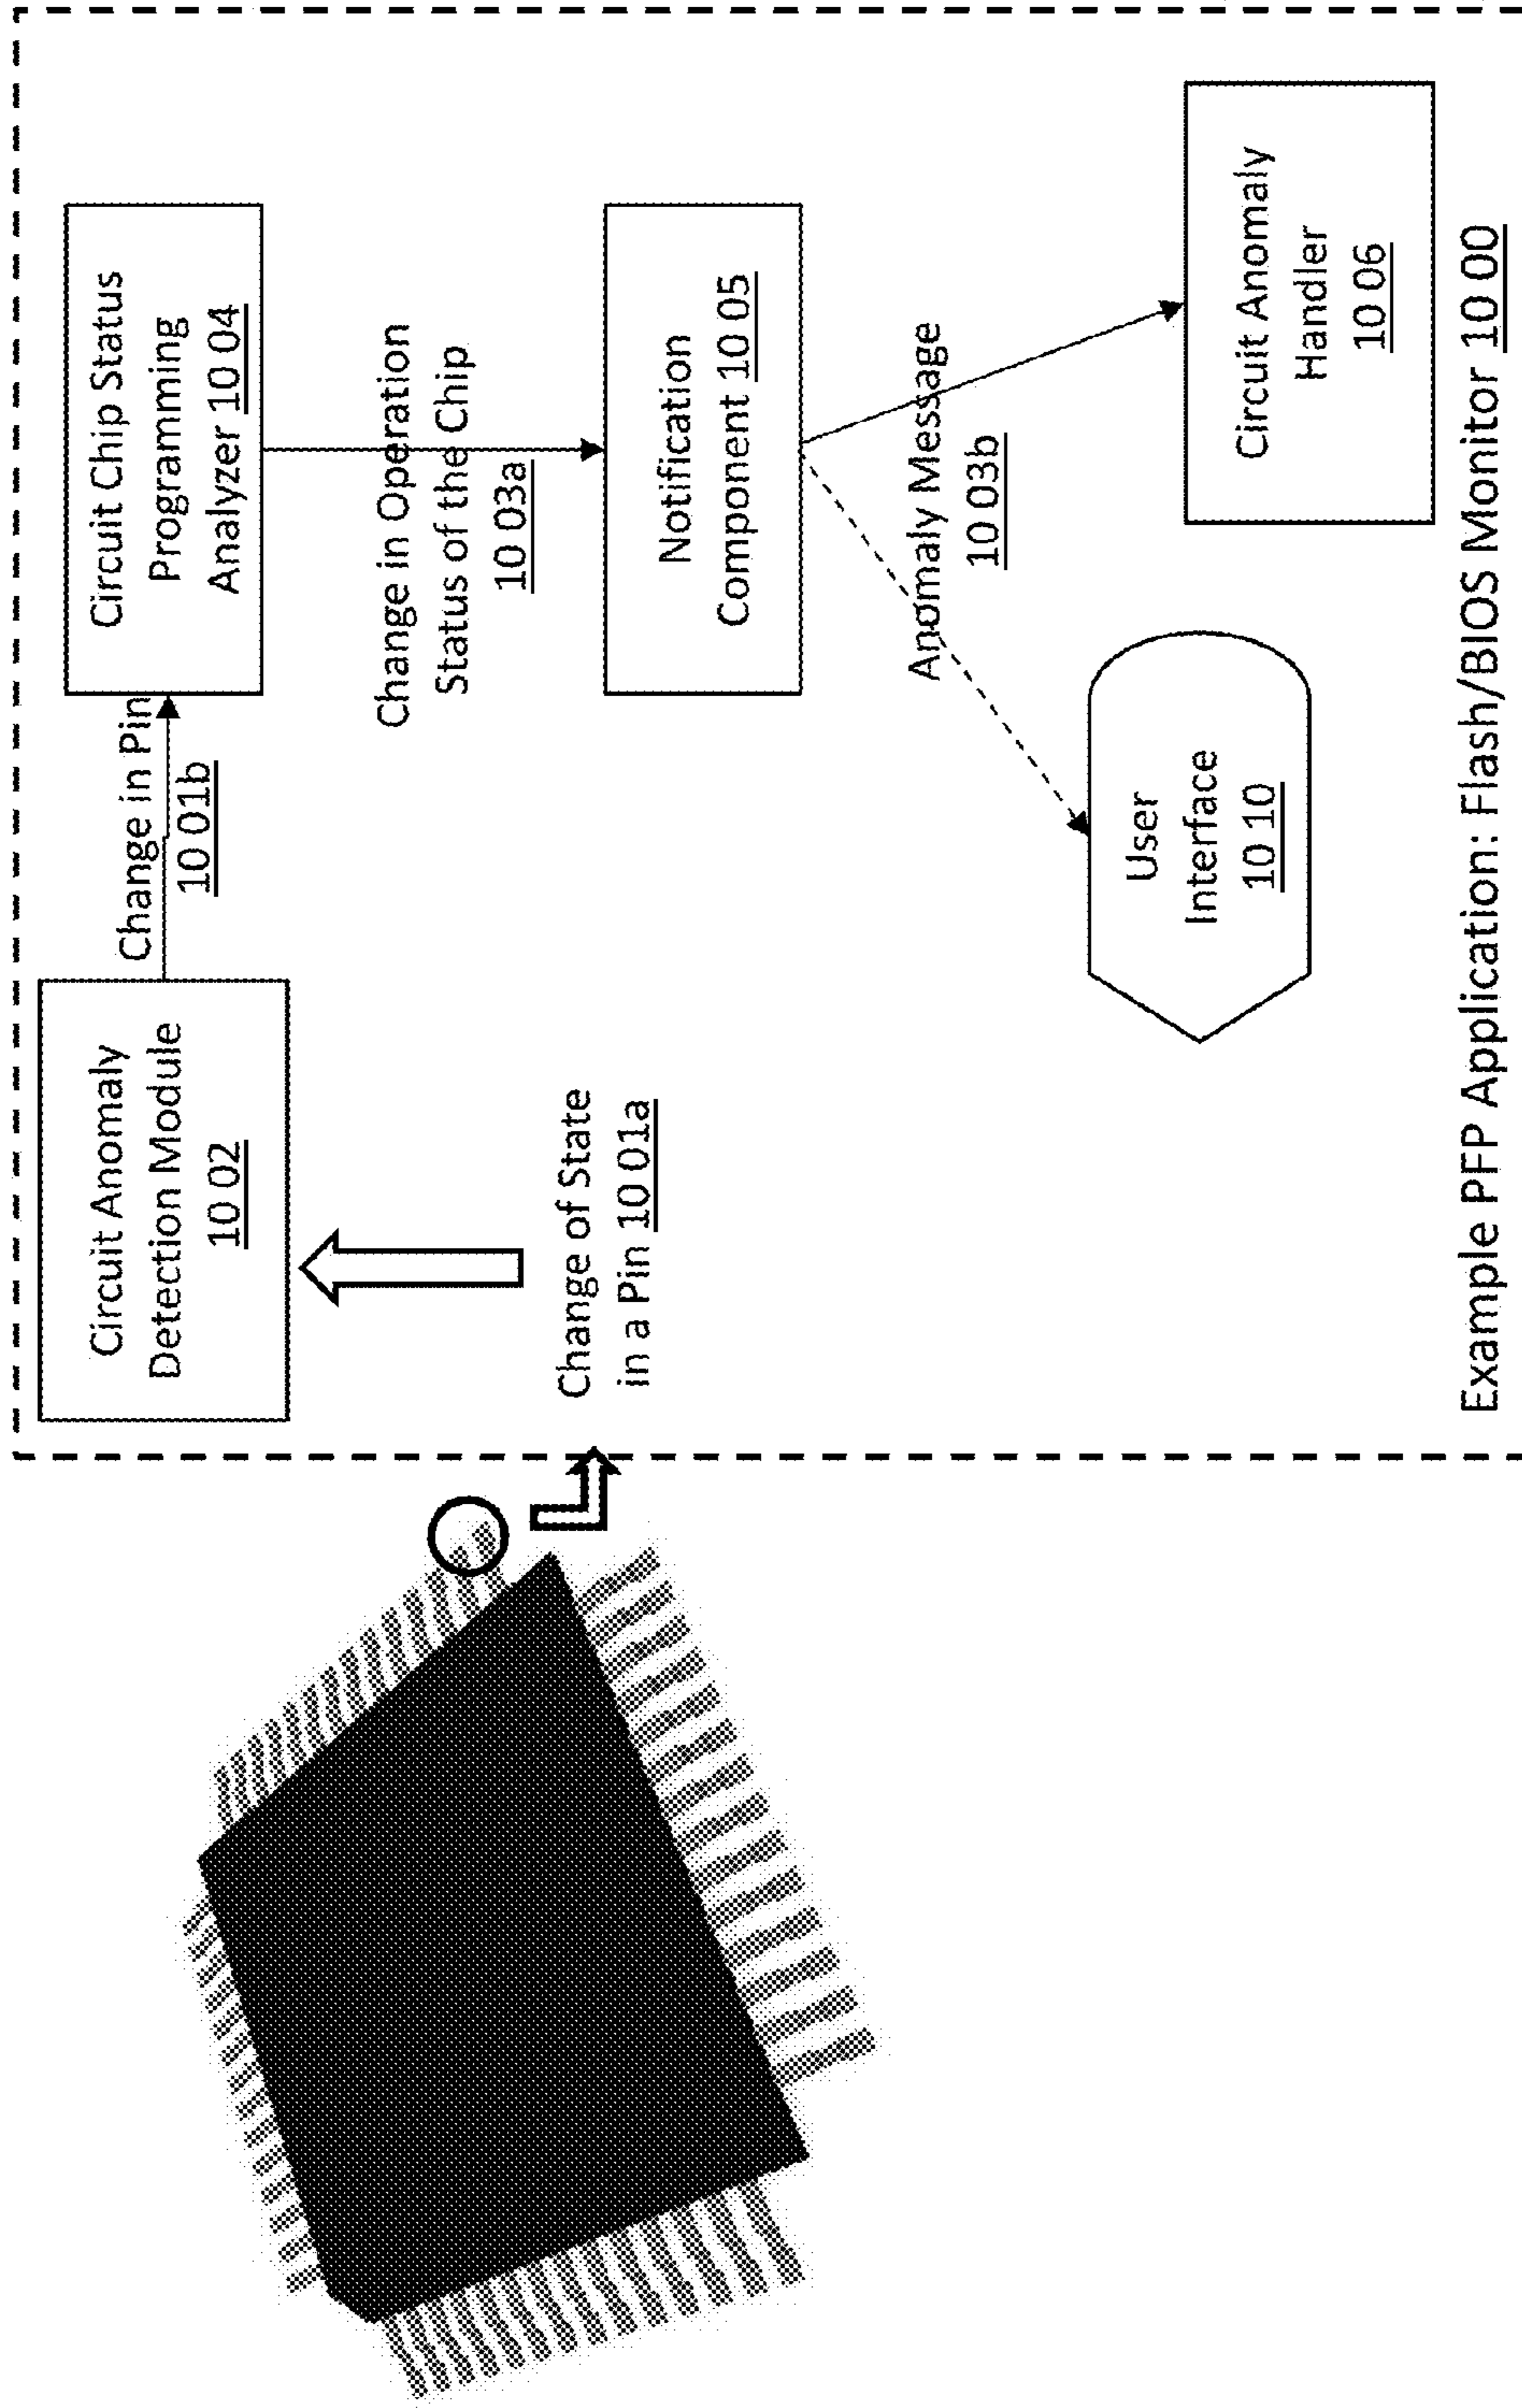 Circuit Anomaly
Detection Module
10 02
Change in Pin
10 01b
Circuit Chip Status
Programming
Analyzer 10 04
Change of State
in a Pin 10 01a
Change in Operation
Status of the Chip
10 03a
Notification
Component 10 05
Anomaly Message
10 03b
User
Interface
10 10
Circuit Anomaly
Handler
10 06
Example PFP Application: Flash/BIOS Monitor 10 00